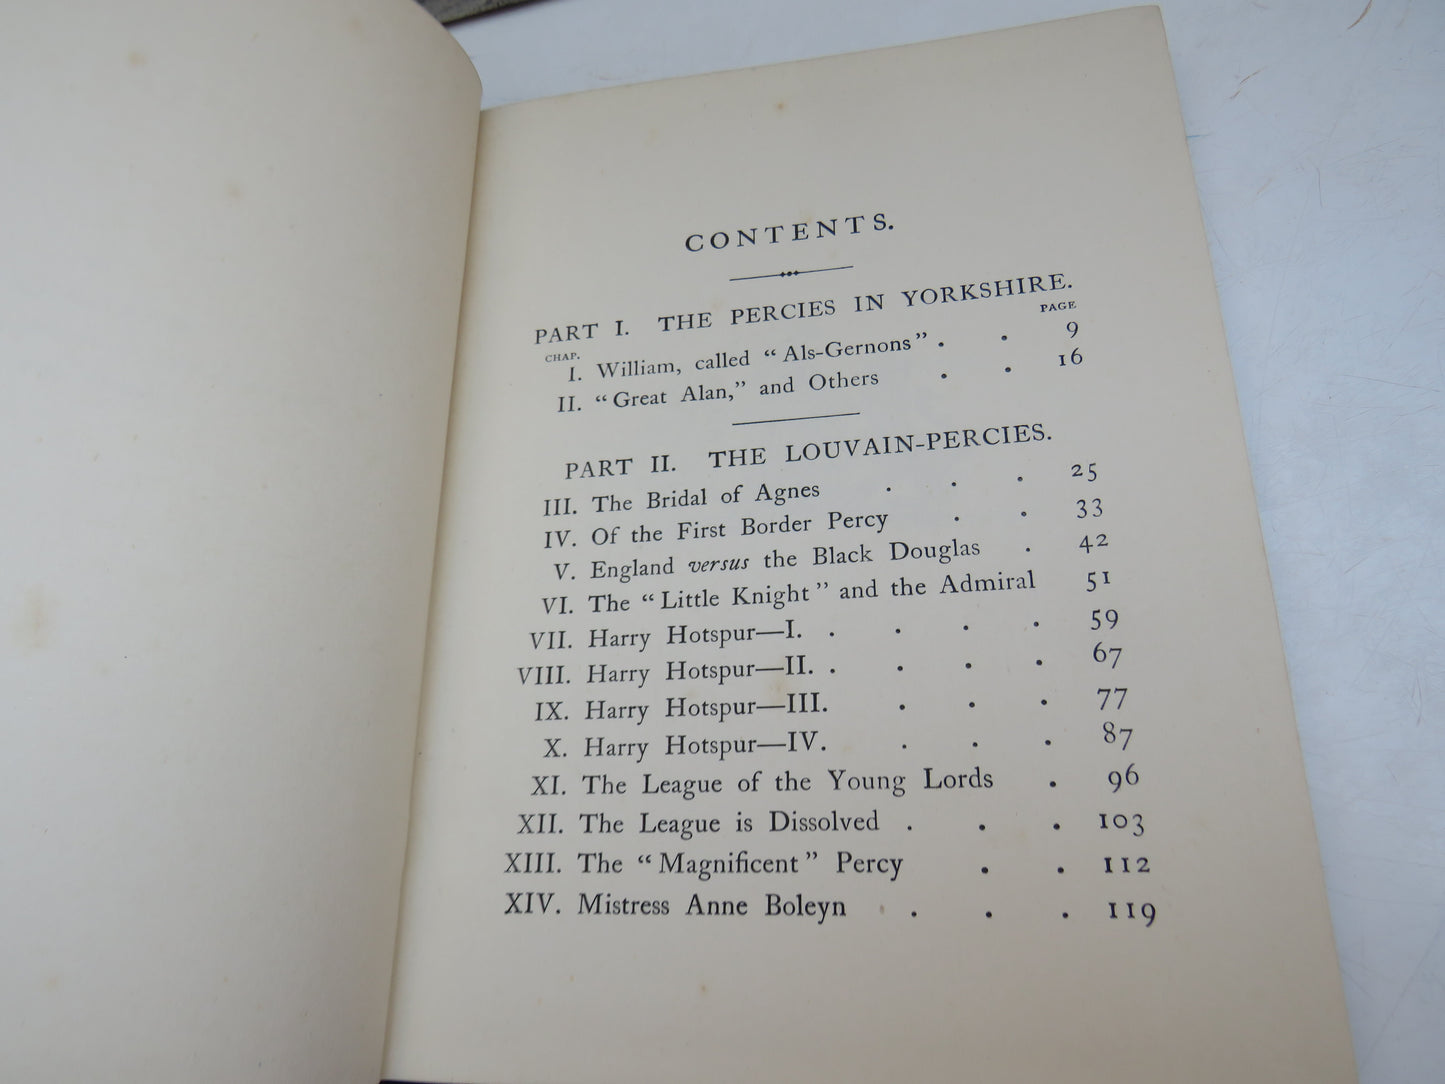 CONTENTS.
PART I. THE PERCIES IN YORKSHIRE.
CHAP. PAGE
I. William, called “Als-Gernons” . . 9
II. “Great Alan,” and Others . . 16
PART II. THE LOUVAIN-PERCIES.
III. The Bridal of Agnes . . . 25
IV. Of the First Border Percy . . 33
V. England versus the Black Douglas . 42
VI. The “Little Knight” and the Admiral 51
VII. Harry Hotspur—I. . . . . 59
VIII. Harry Hotspur—II. . . . . 67
IX. Harry Hotspur—III. . . . 77
X. Harry Hotspur—IV. . . . 87
XI. The League of the Young Lords . 96
XII. The League is Dissolved . . . 103
XIII. The “Magnificent” Percy . . 112
XIV. Mistress Anne Boleyn . . . 119